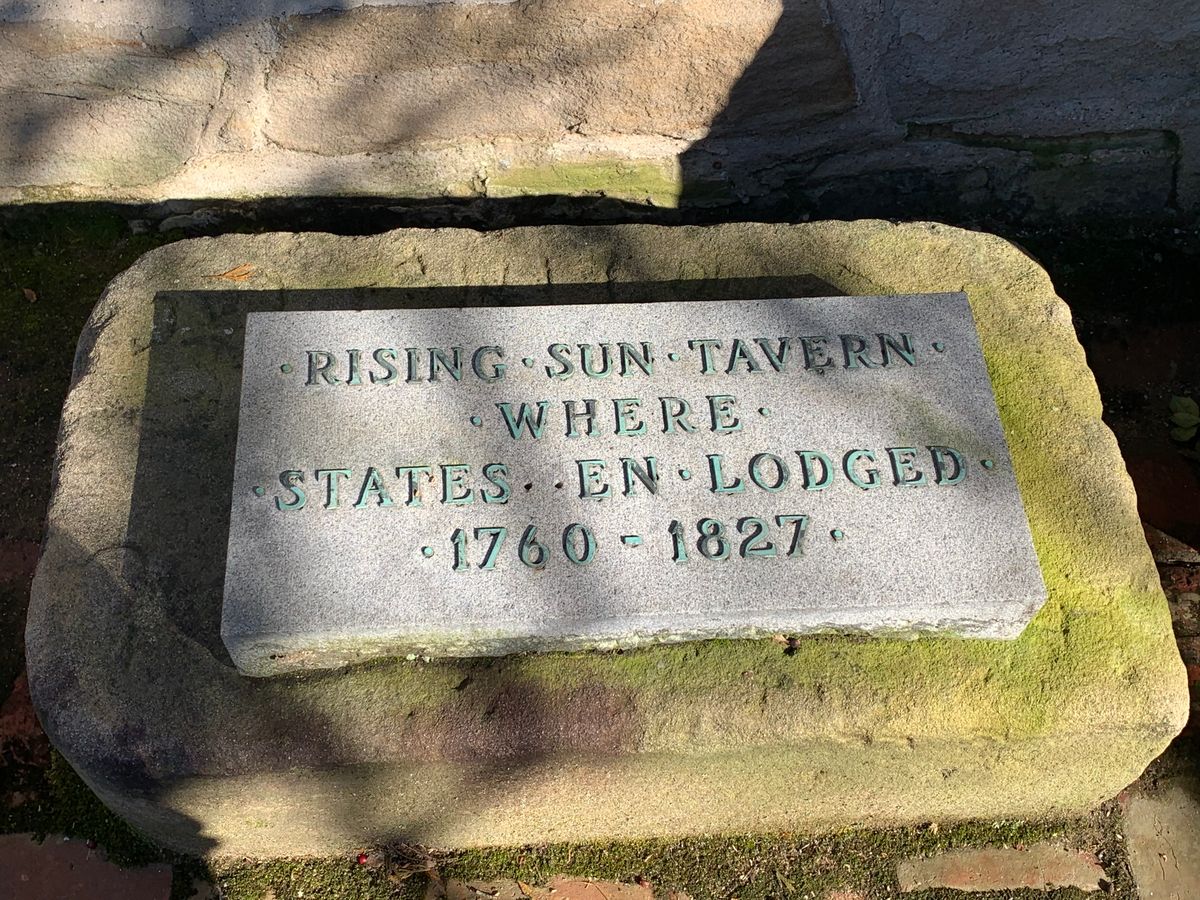 · RISING · SUN · TAVERN ·
· WHERE ·
· STATES · · EN · LODGED ·
· 1760 - 1827 ·